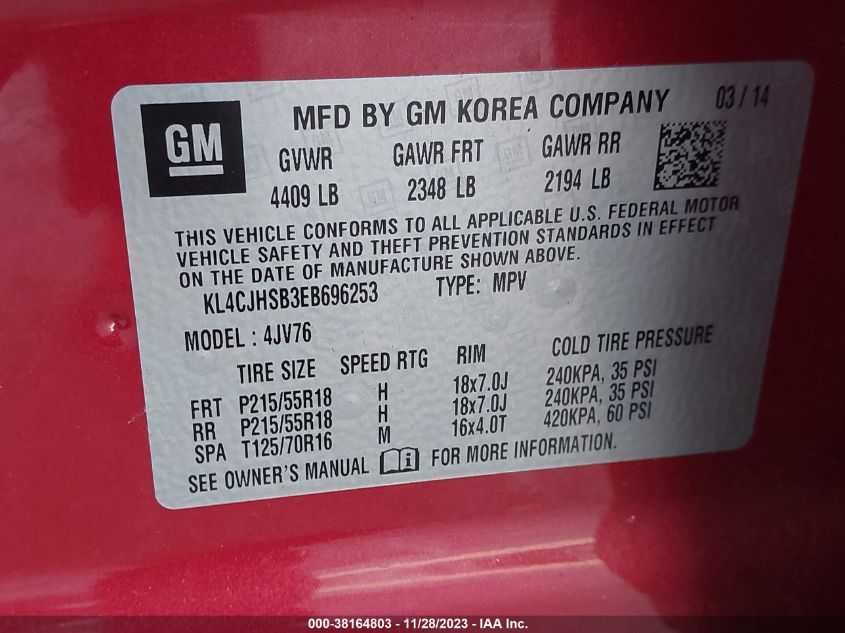 GM
MFD BY GM KOREA COMPANY 03/14
GVWR GAWR FRT GAWR RR
4409 LB 2348 LB 2194 LB
THIS VEHICLE CONFORMS TO ALL APPLICABLE U.S. FEDERAL MOTOR
VEHICLE SAFETY AND THEFT PREVENTION STANDARDS IN EFFECT
ON THE DATE OF MANUFACTURE SHOWN ABOVE.
KL4CJHSB3EB696253 TYPE: MPV
MODEL : 4JV76
TIRE SIZE SPEED RTG RIM COLD TIRE PRESSURE
FRT P215/55R18 H 18x7.0J 240KPA, 35 PSI
RR P215/55R18 H 18x7.0J 240KPA, 35 PSI
SPA T125/70R16 M 16x4.0T 420KPA, 60 PSI
SEE OWNER'S MANUAL FOR MORE INFORMATION.
000-38164803 - 11/28/2023 - IAA Inc.